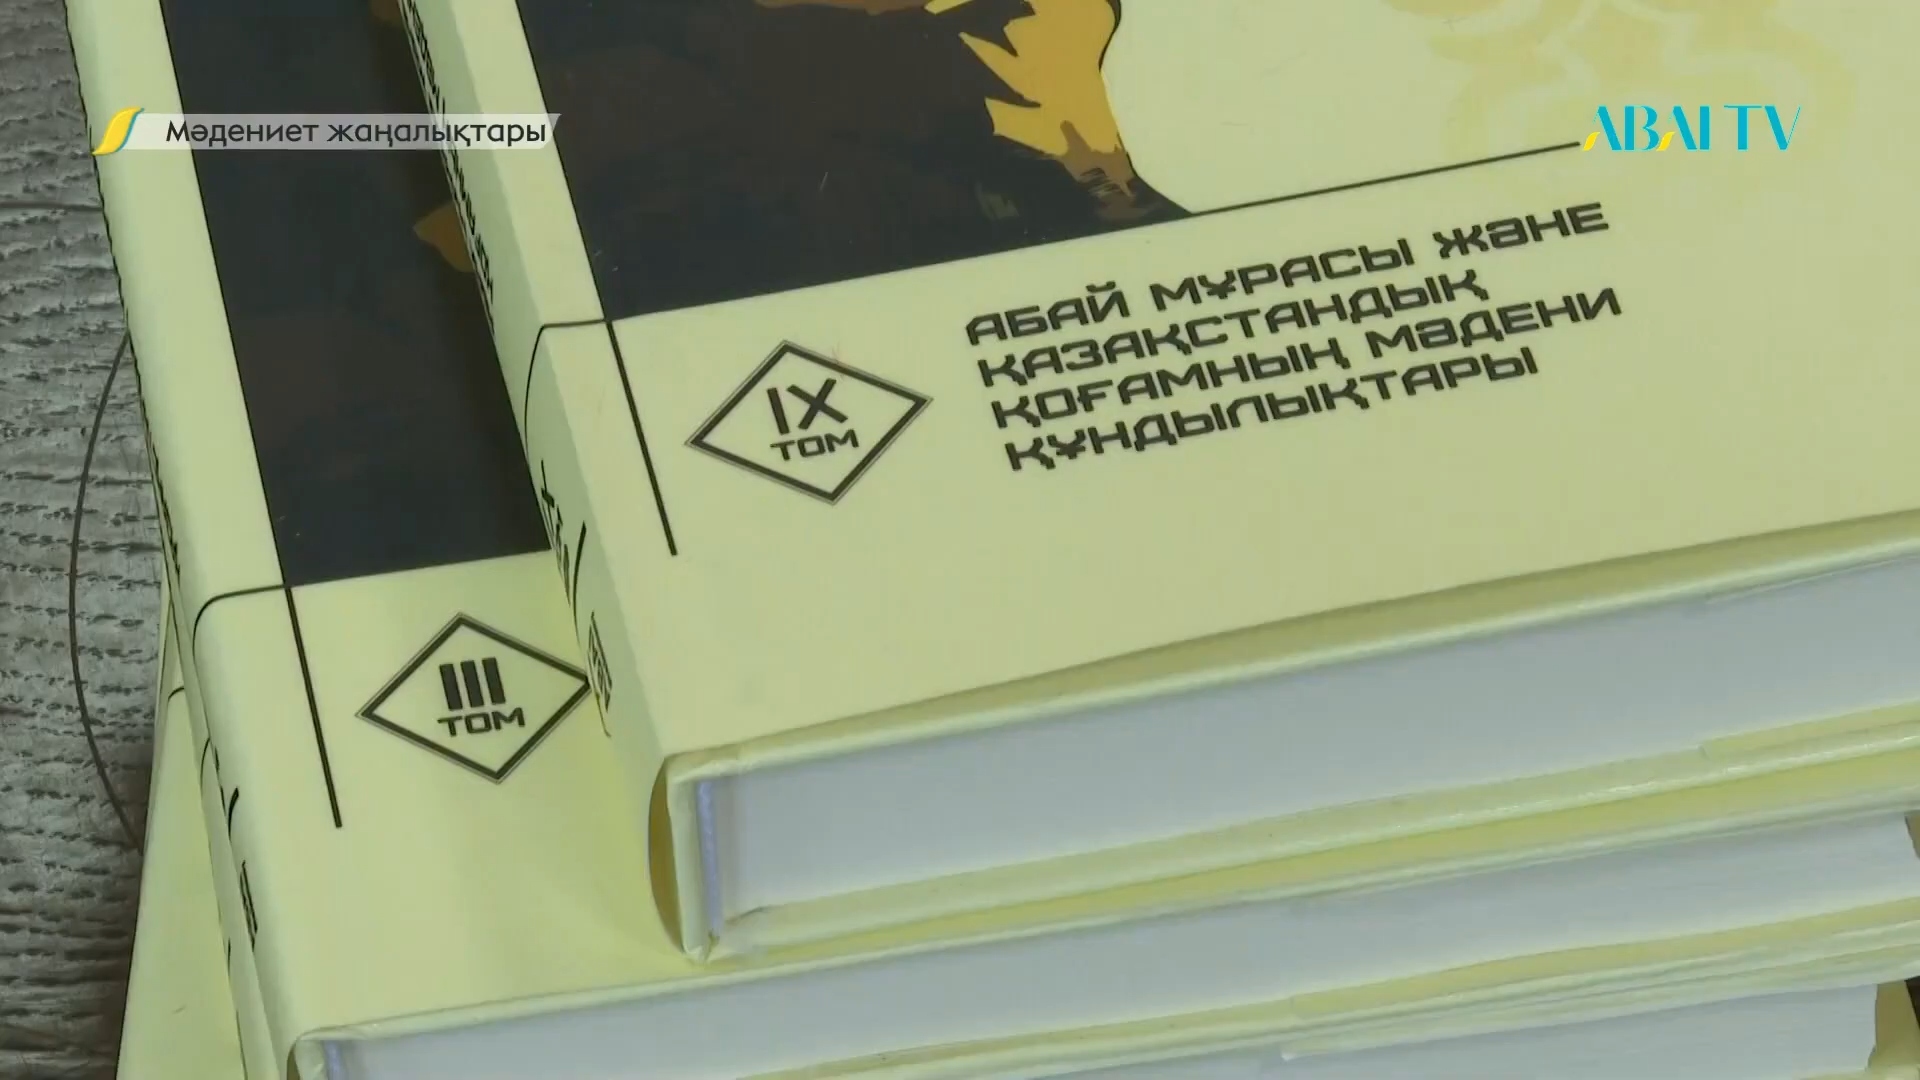 Мәдениет жаңалықтары
ABAI TV
АБАЙ МҰРАСЫ ЖӘНЕ
ҚАЗАҚСТАНДЫҚ
ҚОҒАМНЫҢ МӘДЕНИ
ҚҰНДЫЛЫҚТАРЫ
IX
ТОМ
III
ТОМ